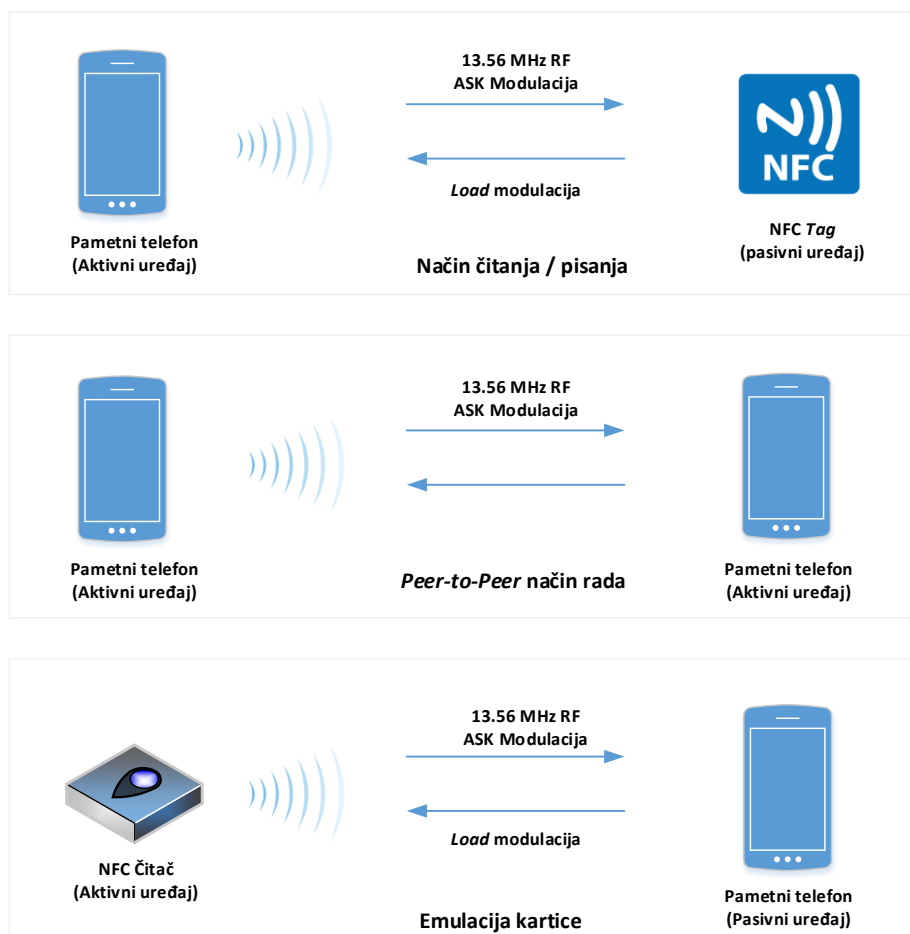 13.56 MHz RF
ASK Modulacija
Load modulacija
NFC
Pametni telefon
(Aktivni uređaj)
NFC Tag
(pasivni uređaj)
Način čitanja / pisanja
13.56 MHz RF
ASK Modulacija
Pametni telefon
(Aktivni uređaj)
Peer-to-Peer način rada
Pametni telefon
(Aktivni uređaj)
13.56 MHz RF
ASK Modulacija
Load modulacija
NFC Čitač
(Aktivni uređaj)
Pametni telefon
(Pasivni uređaj)
Emulacija kartice